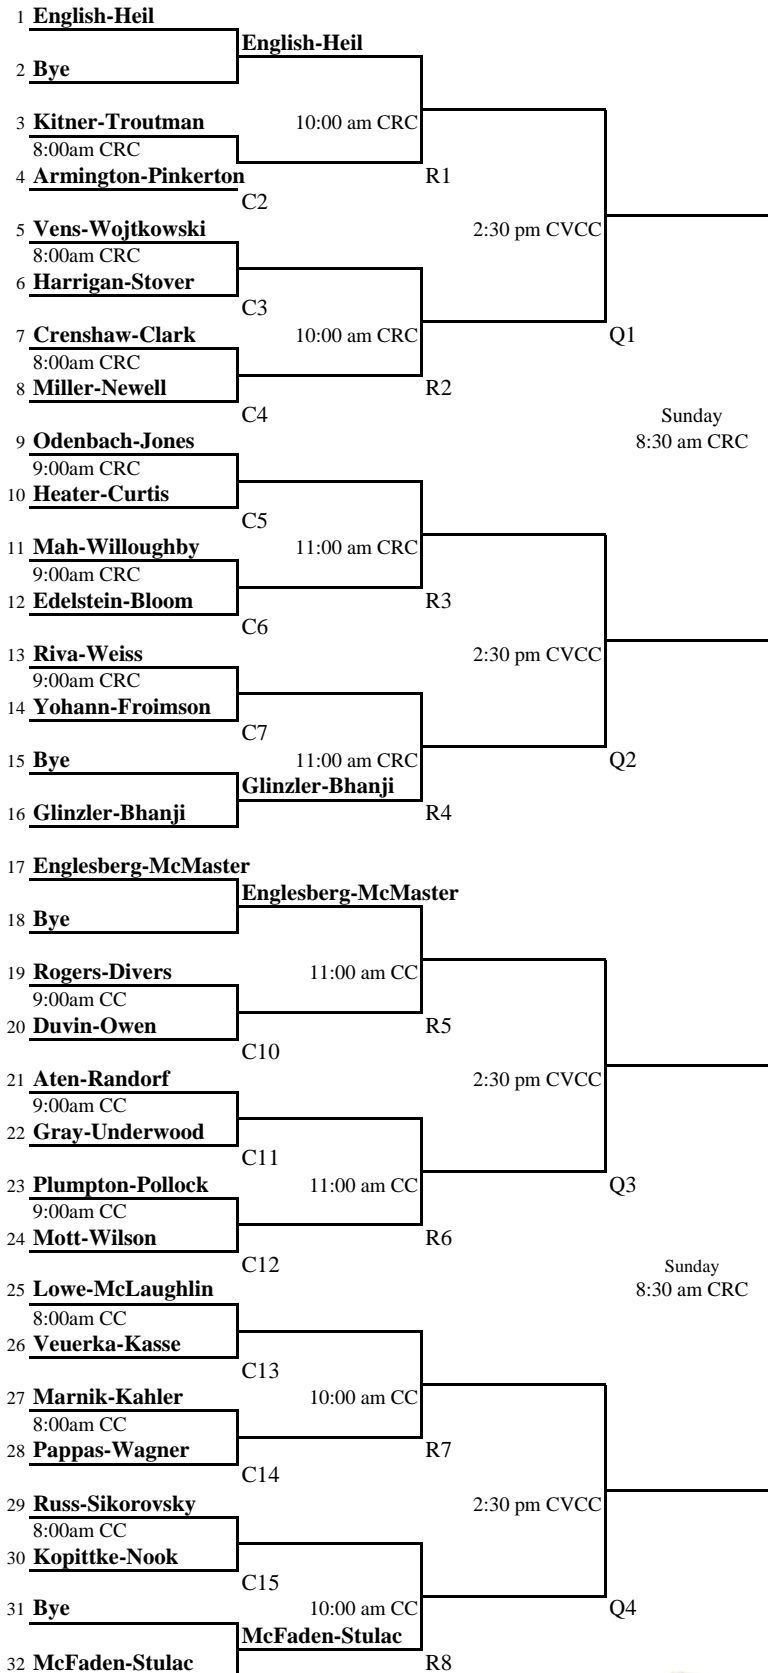 1 English-Heil
English-Heil
2 Bye
3 Kitner-Troutman
10:00 am CRC
8:00am CRC
4 Armington-Pinkerton
R1
C2
5 Vens-Wojtkowski
2:30 pm CVCC
8:00am CRC
6 Harrigan-Stover
C3
7 Crenshaw-Clark
10:00 am CRC
Q1
8:00am CRC
8 Miller-Newell
R2
C4
Sunday
9 Odenbach-Jones
8:30 am CRC
9:00am CRC
10 Heater-Curtis
C5
11 Mah-Willoughby
11:00 am CRC
9:00am CRC
12 Edelstein-Bloom
R3
C6
13 Riva-Weiss
2:30 pm CVCC
9:00am CRC
14 Yohann-Froimson
C7
15 Bye
11:00 am CRC
Q2
Glinzler-Bhanji
16 Glinzler-Bhanji
R4
17 Englesberg-McMaster
Englesberg-McMaster
18 Bye
19 Rogers-Divers
11:00 am CC
9:00am CC
20 Duvin-Owen
R5
C10
21 Aten-Randorf
2:30 pm CVCC
9:00am CC
22 Gray-Underwood
C11
23 Plumpton-Pollock
11:00 am CC
Q3
9:00am CC
24 Mott-Wilson
R6
C12
Sunday
25 Lowe-McLaughlin
8:30 am CRC
8:00am CC
26 Veuerka-Kasse
C13
27 Marnik-Kahler
10:00 am CC
8:00am CC
28 Pappas-Wagner
R7
C14
29 Russ-Sikorovsky
2:30 pm CVCC
8:00am CC
30 Kopittke-Nook
C15
31 Bye
10:00 am CC
Q4
McFaden-Stulac
32 McFaden-Stulac
R8